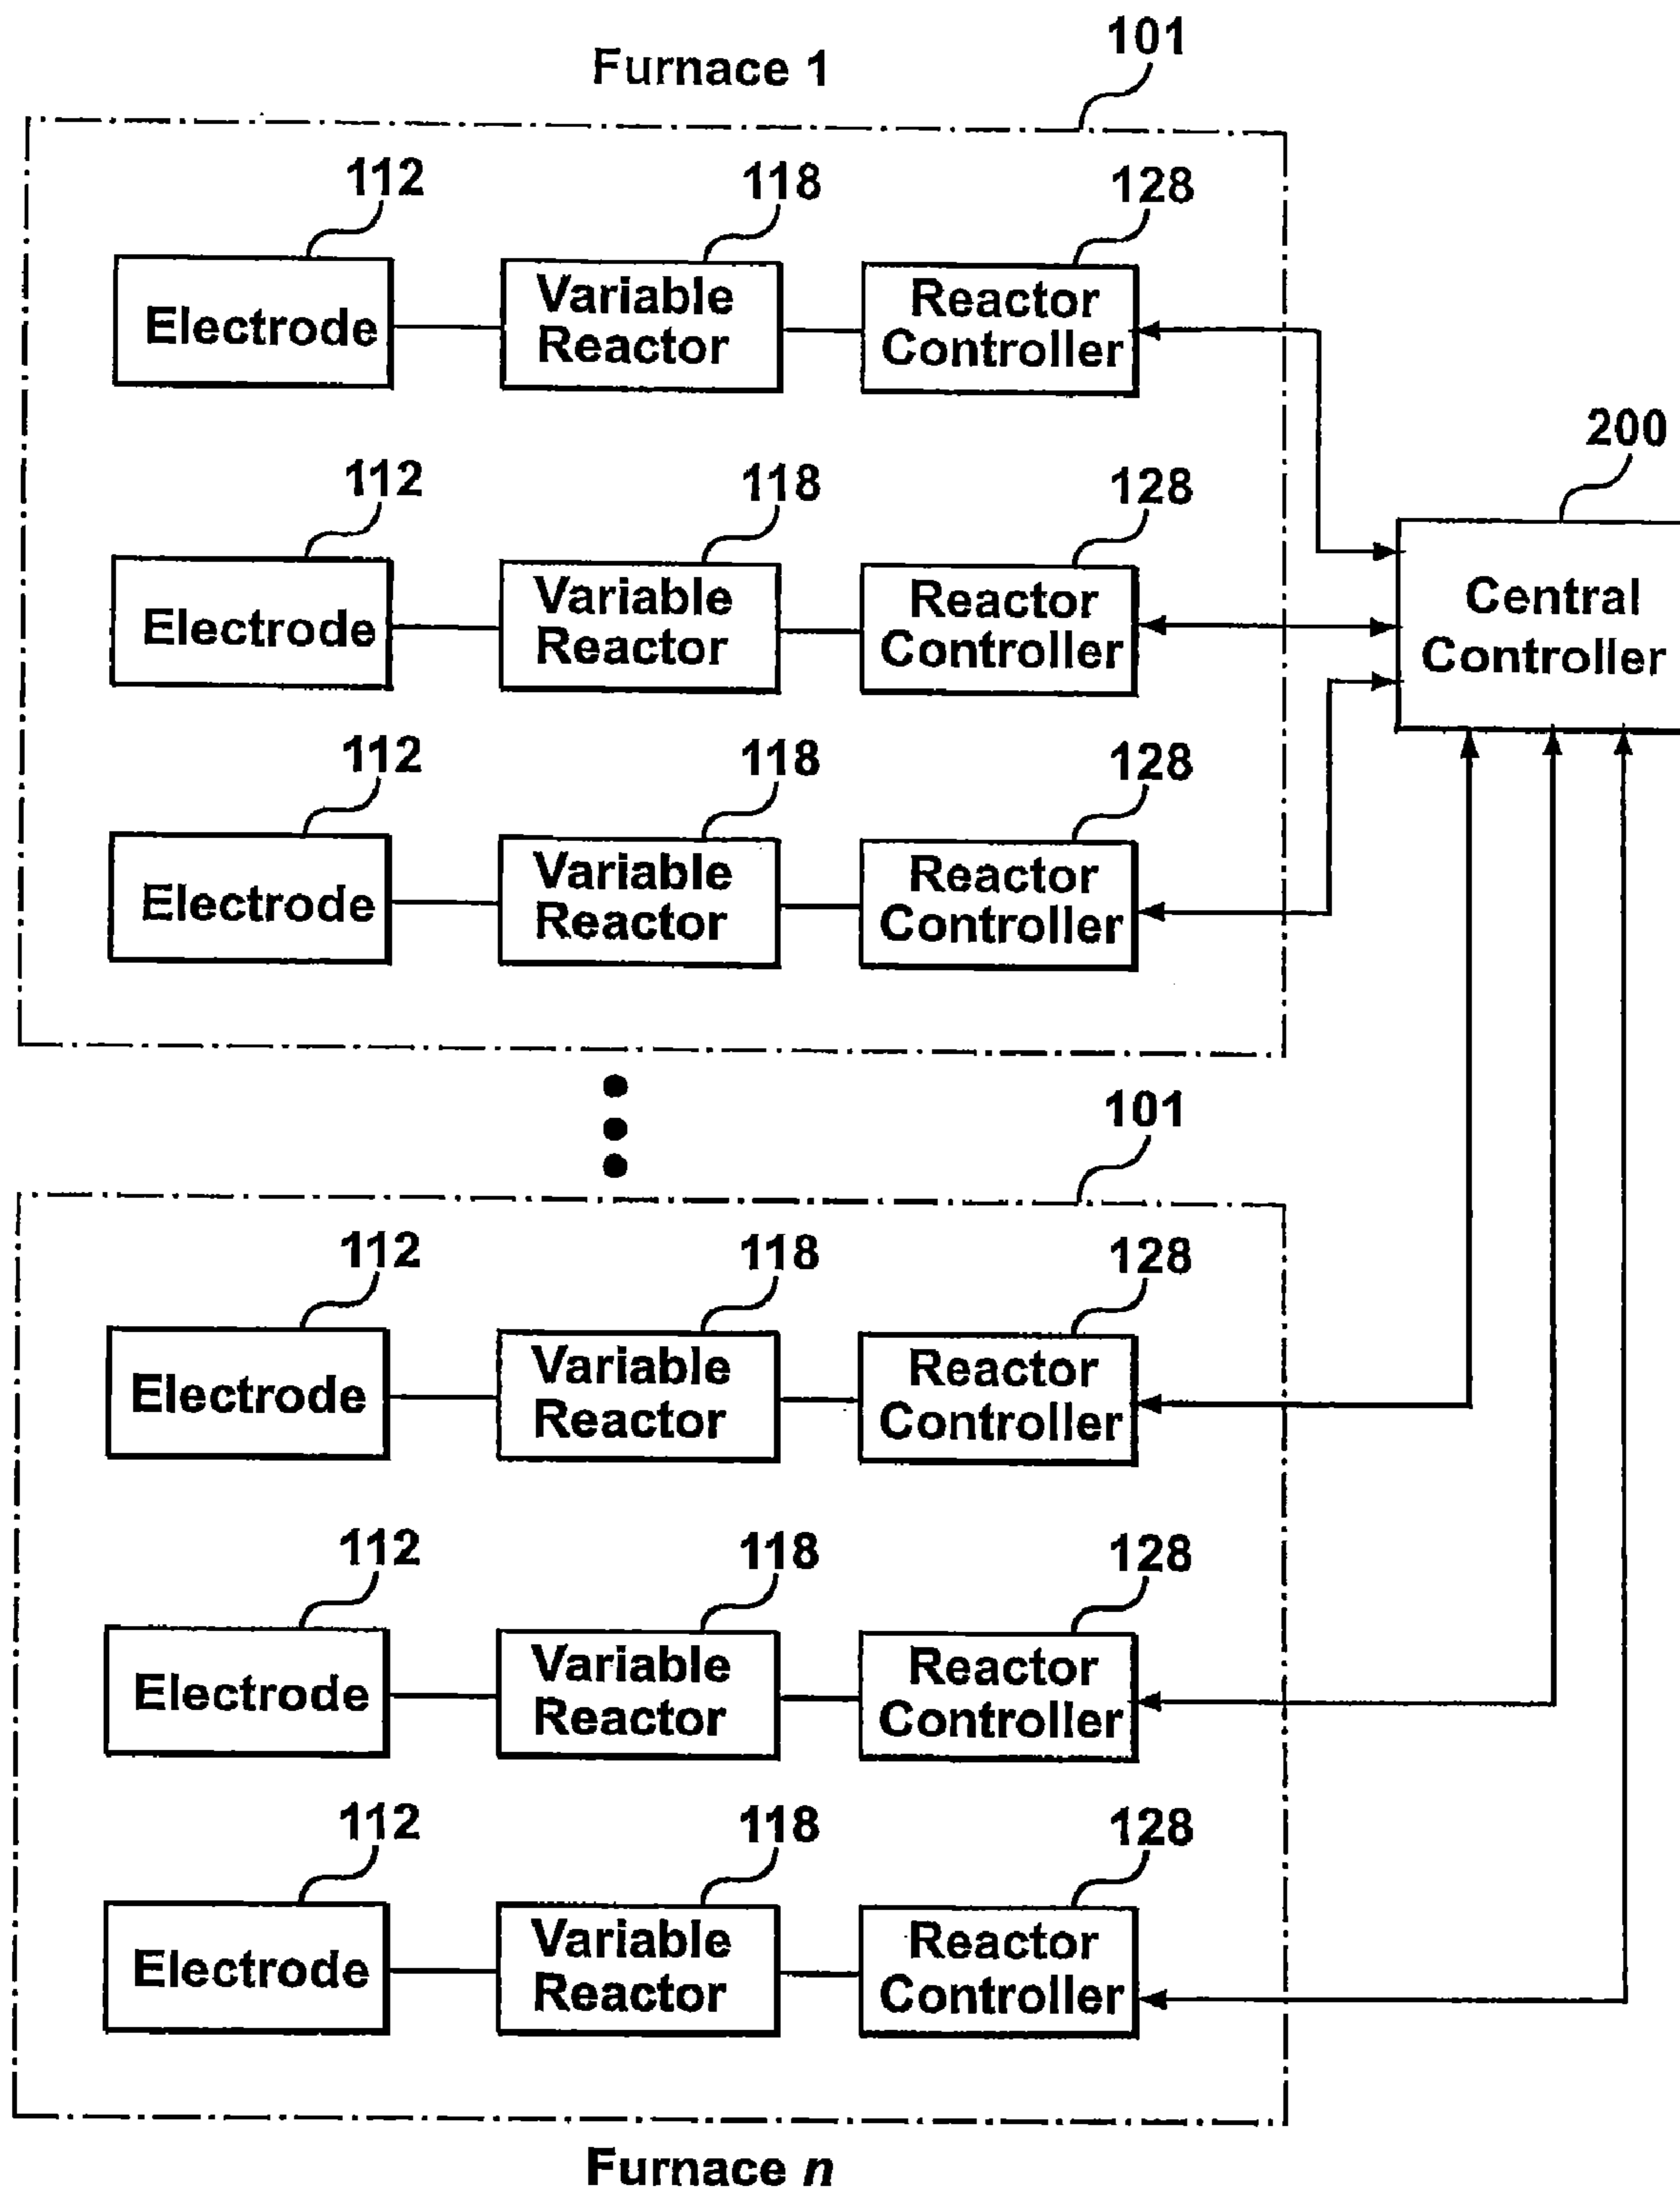 Furnace 1
101
112
118
128
Electrode
Variable
Reactor
Reactor
Controller
200
112
118
128
Electrode
Variable
Reactor
Reactor
Controller
Central
Controller
112
118
128
Electrode
Variable
Reactor
Reactor
Controller
101
112
118
128
Electrode
Variable
Reactor
Reactor
Controller
112
118
128
Electrode
Variable
Reactor
Reactor
Controller
112
118
128
Electrode
Variable
Reactor
Reactor
Controller
Furnace n